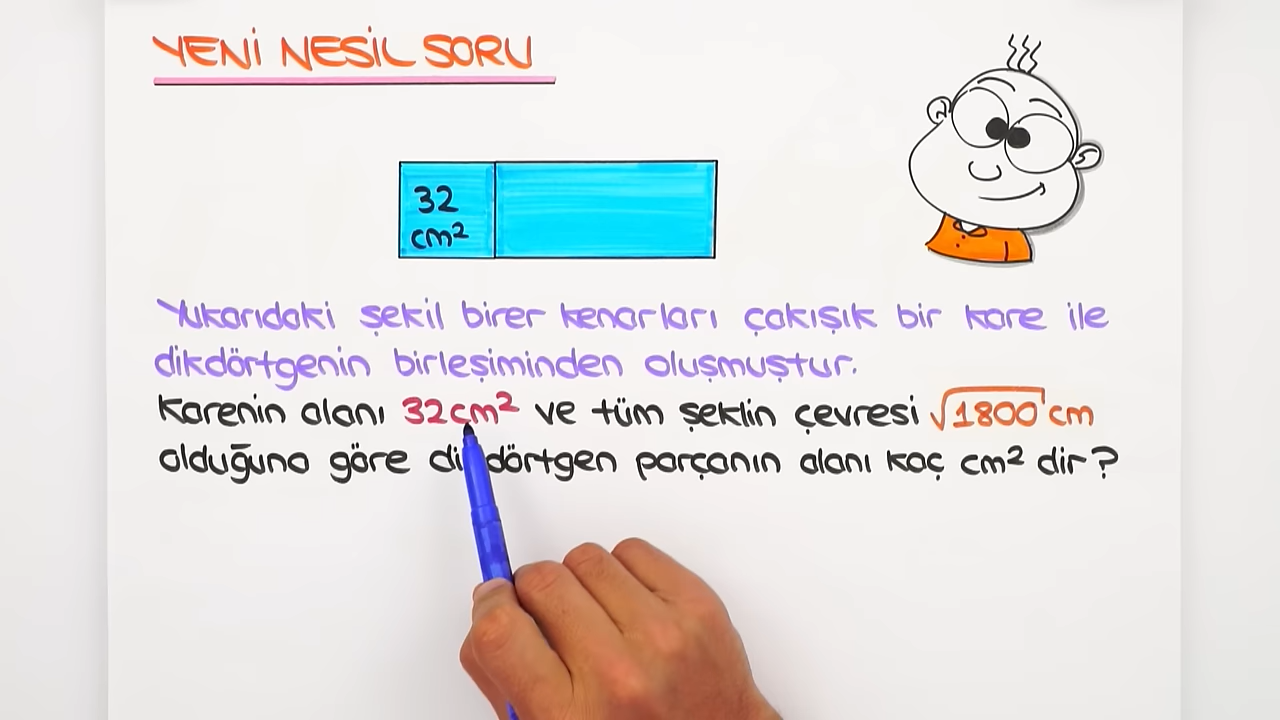 YENİ NESİL SORU
32
cm²
Yukarıdaki şekil birer kenarları çakışık bir kare ile
dikdörtgenin birleşiminden oluşmuştur.
Karenin alanı 32cm² ve tüm şeklin çevresi √1800 cm
olduğuna göre dikdörtgen parçanın alanı kaç cm² dir?